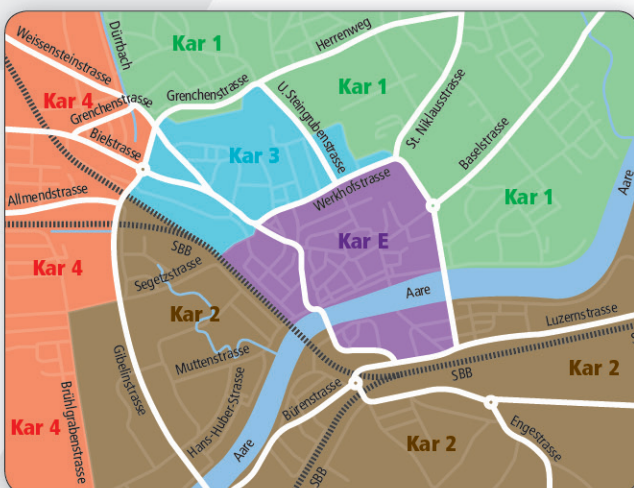 Dürrbach
Weissensteinstrasse
Kar 1
Herrenweg
Kar 4
Grenchenstrasse
Grenchenstrasse
Kar 1
U.Steingrubenstrasse
St. Niklausstrasse
Bielstrasse
Kar 3
Baselstrasse
Aare
Allmendstrasse
Werkhofstrasse
Kar 1
Kar 4
SBB
Kar E
Segetzstrasse
Aare
Kar 2
Luzernstrasse
Muttenstrasse
Gibelinstrasse
Hans-Huber-Strasse
Bürenstrasse
SBB
Kar 2
Brühlgrabenstrasse
Kar 4
Aare
Kar 2
Engestrasse
SBB